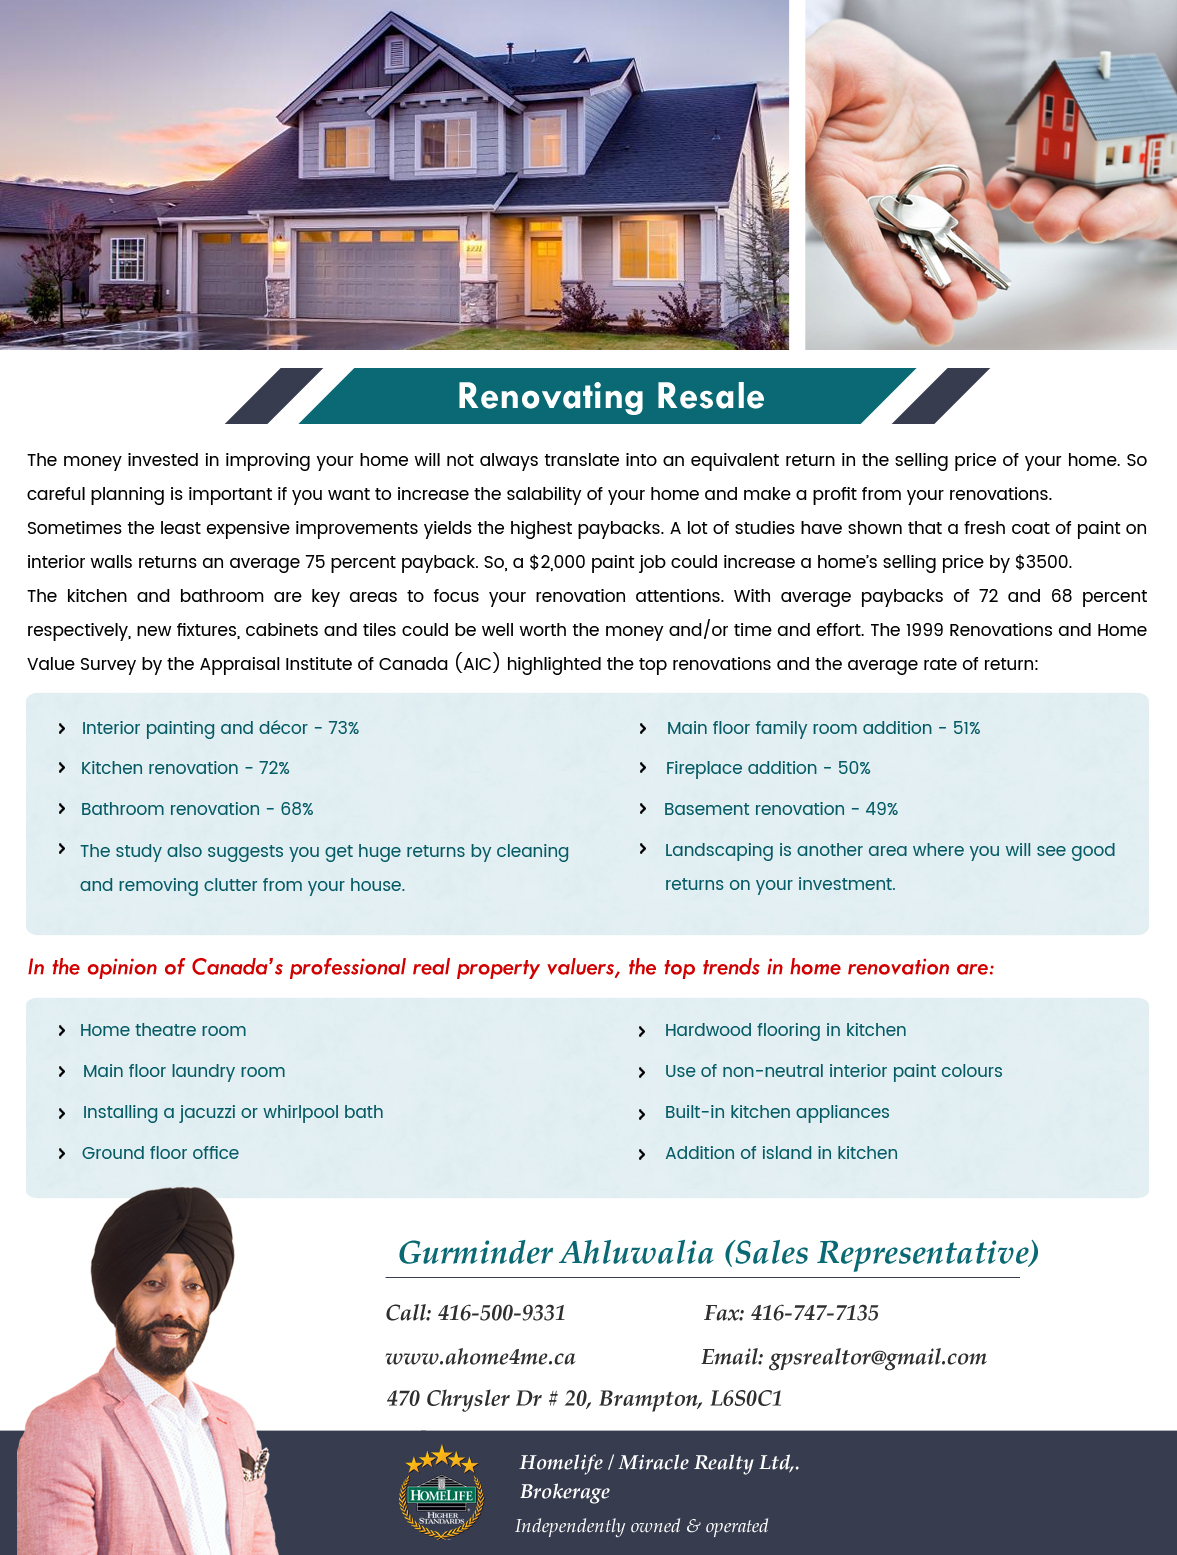 Renovating Resale
The money invested in improving your home will not always translate into an equivalent return in the selling price of your home. So
careful planning is important if you want to increase the salability of your home and make a profit from your renovations.
Sometimes the least expensive improvements yields the highest paybacks. A lot of studies have shown that a fresh coat of paint on
interior walls returns an average 75 percent payback. So, a $2,000 paint job could increase a home's selling price by $3500.
The kitchen and bathroom are key areas to focus your renovation attentions. With average paybacks of 72 and 68 percent
respectively, new fixtures, cabinets and tiles could be well worth the money and/or time and effort. The 1999 Renovations and Home
Value Survey by the Appraisal Institute of Canada (AIC) highlighted the top renovations and the average rate of return:
Interior painting and décor - 73%
Kitchen renovation - 72%
Bathroom renovation - 68%
The study also suggests you get huge returns by cleaning
and removing clutter from your house.
Main floor family room addition - 51%
Fireplace addition - 50%
Basement renovation - 49%
Landscaping is another area where you will see good
returns on your investment.
In the opinion of Canada's professional real property valuers, the top trends in home renovation are:
Home theatre room
Main floor laundry room
Installing a jacuzzi or whirlpool bath
Ground floor office
Hardwood flooring in kitchen
Use of non-neutral interior paint colours
Built-in kitchen appliances
Addition of island in kitchen
Gurminder Ahluwalia (Sales Representative)
Call: 416-500-9331
Fax: 416-747-7135
www.ahome4me.ca
Email: gpsrealtor@gmail.com
470 Chrysler Dr # 20, Brampton, L6S0C1
HOMELIFE
HIGHER
STANDARDS
Homelife / Miracle Realty Ltd,.
Brokerage
Independently owned & operated